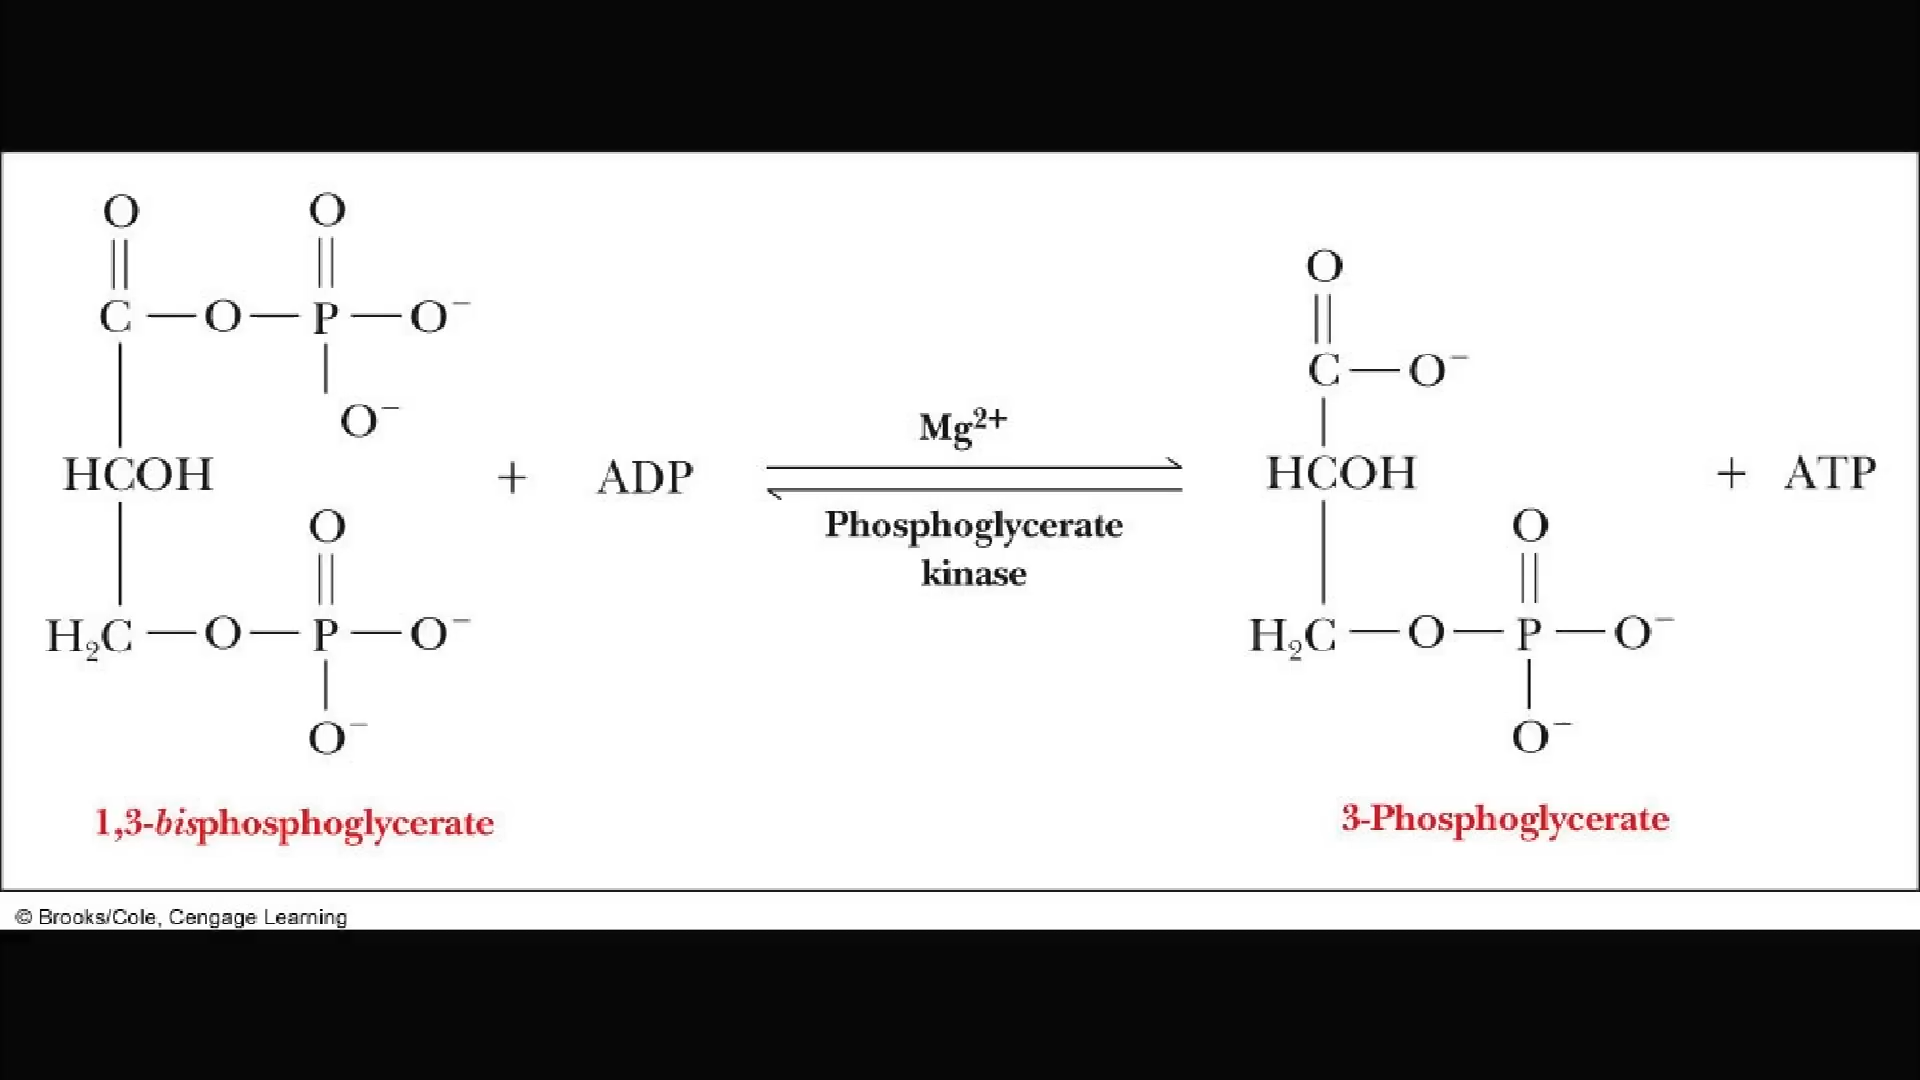 O O
C—O—P—O⁻
O⁻
HCOH
O
H₂C—O—P—O⁻
O⁻
1,3-bisphosphoglycerate
+ ADP
Mg²⁺
Phosphoglycerate
kinase
O
C—O⁻
HCOH
O
H₂C—O—P—O⁻
O⁻
3-Phosphoglycerate
+ ATP
© Brooks/Cole, Cengage Learning